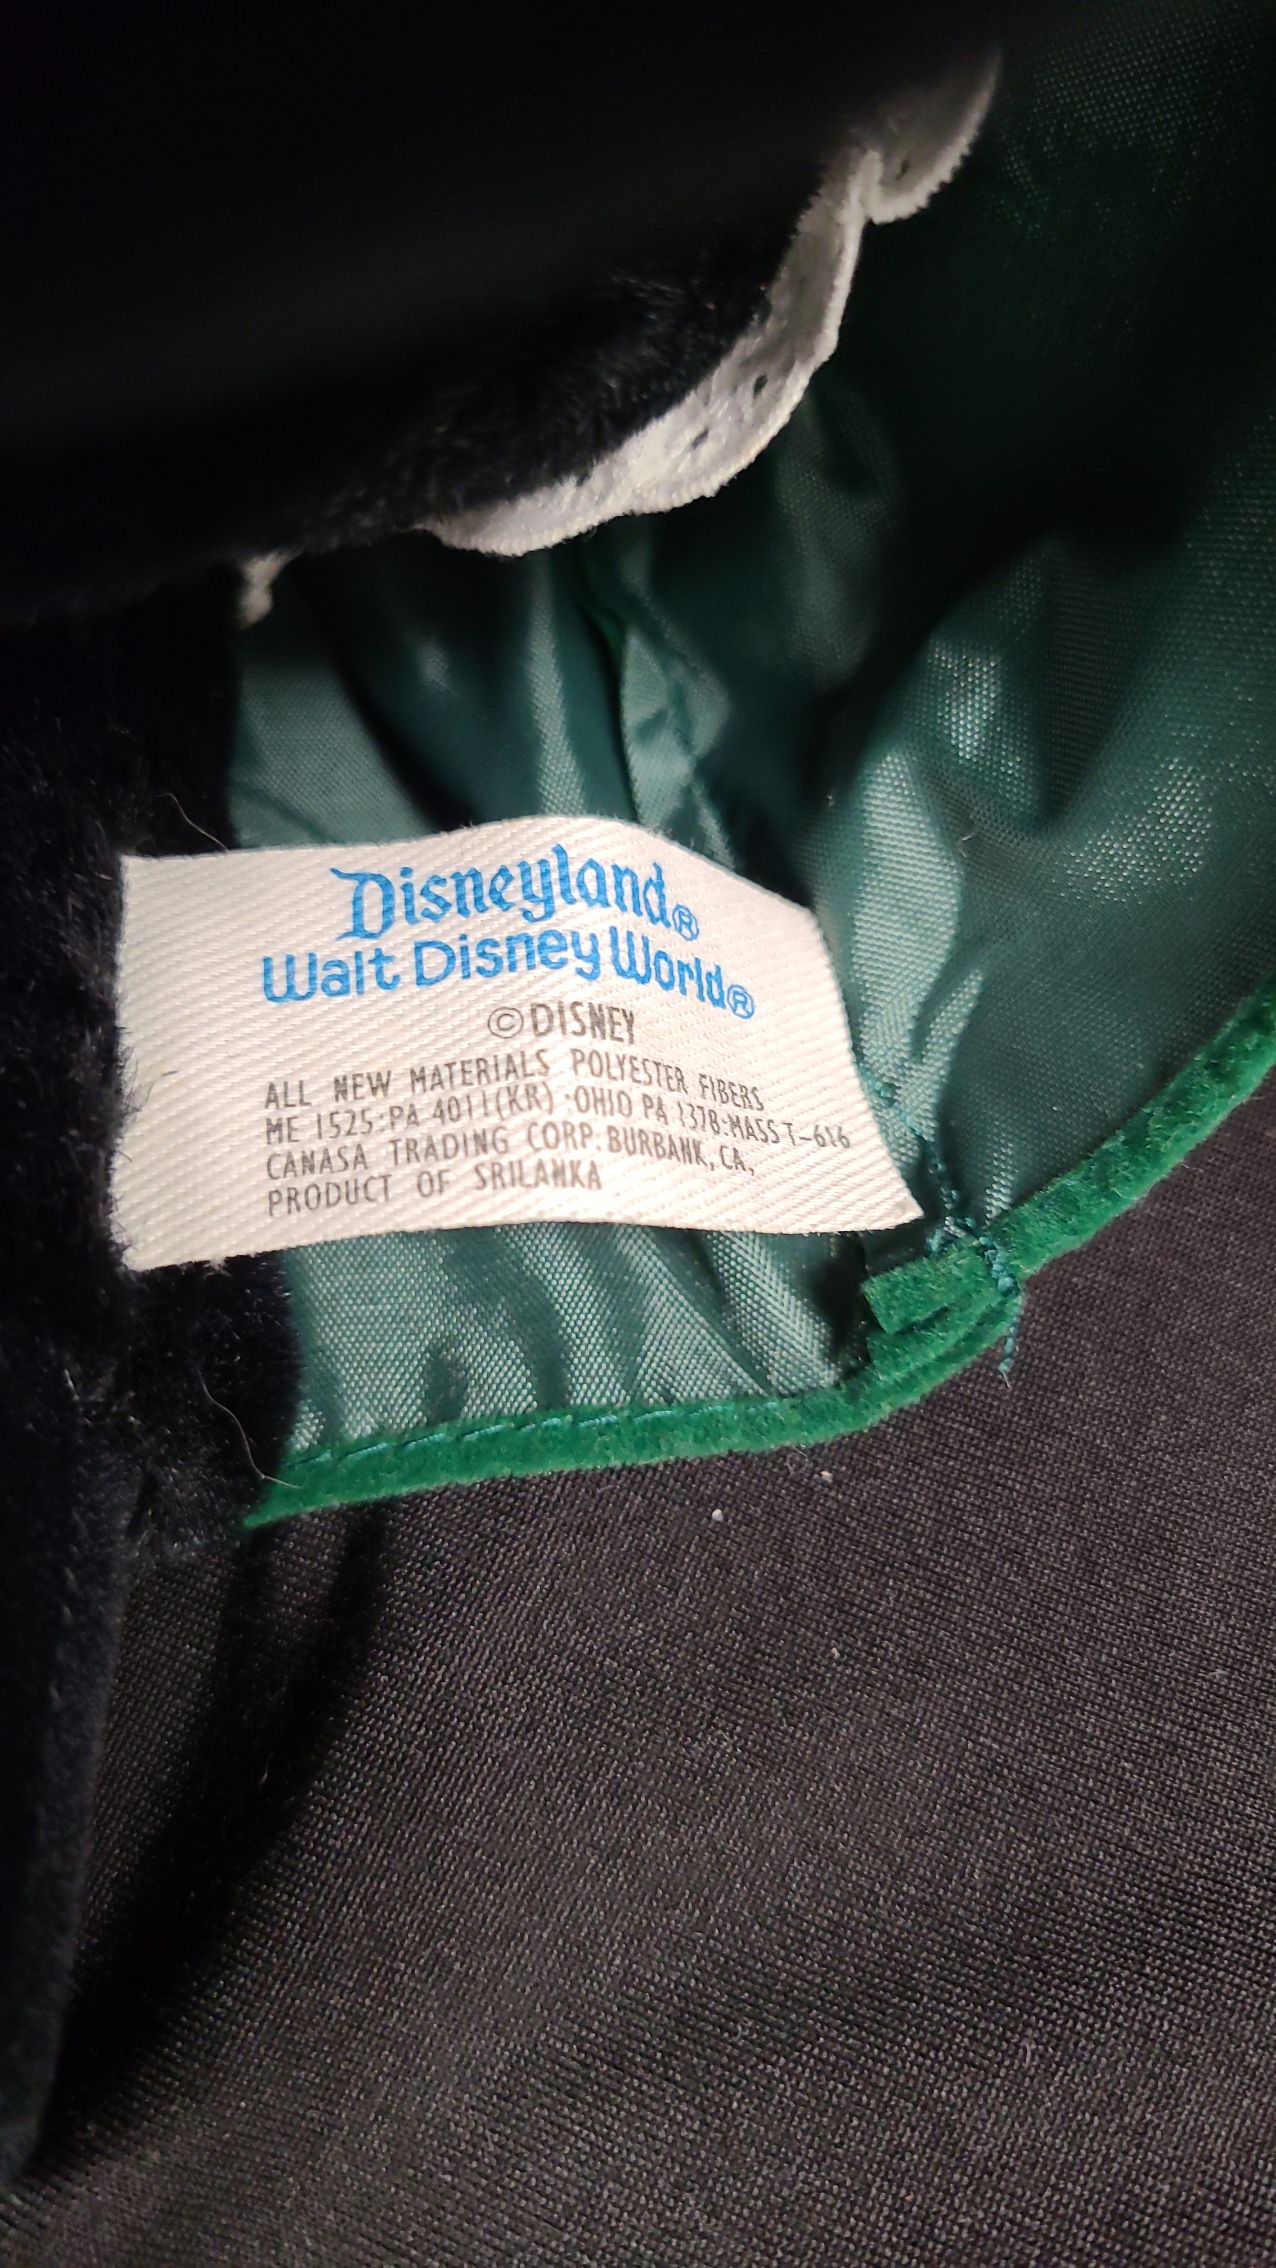 Disneyland®
Walt Disney World®
© DISNEY
ALL NEW MATERIALS POLYESTER FIBERS
ME 1525:PA 4011(KR):OHIO PA 1378:MASS T-616
CANASA TRADING CORP. BURBANK, CA,
PRODUCT OF SRILANKA